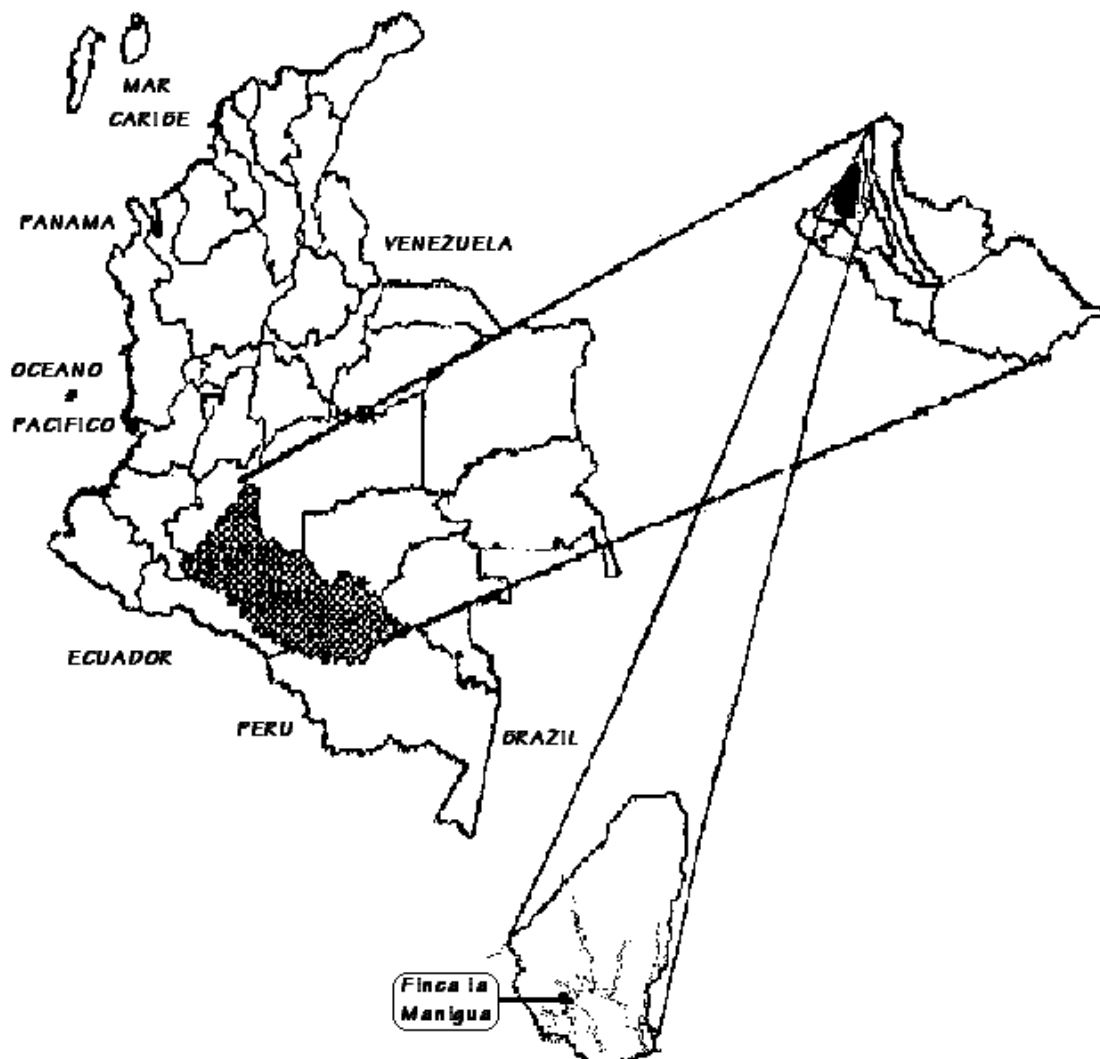 MAR
CARIBE
PANAMA
VENEZUELA
OCEANO
PACIFICO
ECUADOR
PERU
BRAZIL
Finca la
Manigua